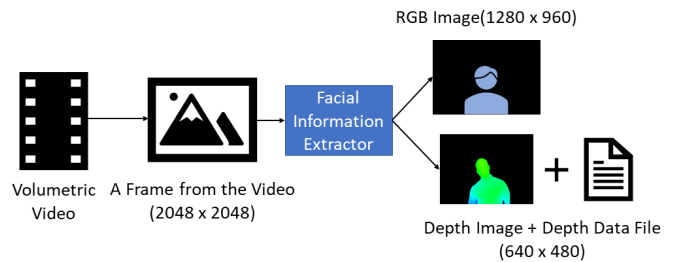 RGB Image(1280 x 960)
Facial
Information
Extractor
Volumetric
Video
A Frame from the Video
(2048 x 2048)
+
Depth Image + Depth Data File
(640 x 480)